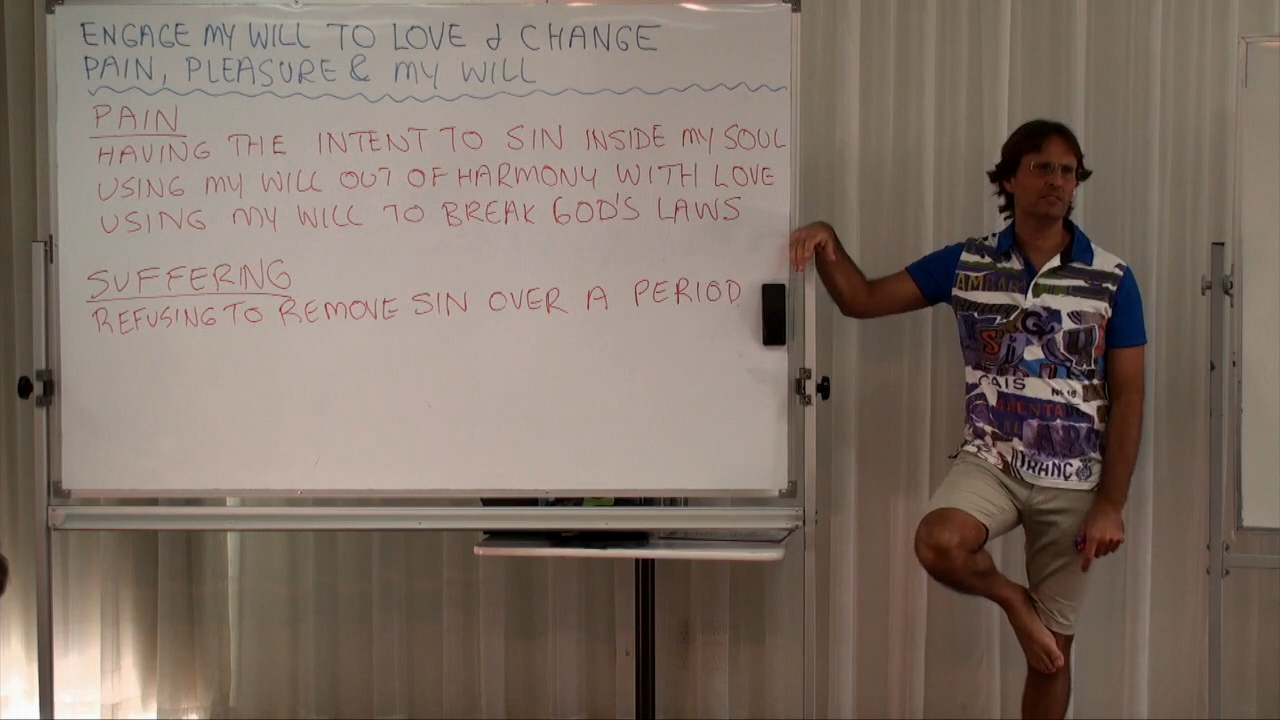 ENGAGE MY WILL TO LOVE & CHANGE
PAIN, PLEASURE & MY WILL
PAIN
HAVING THE INTENT TO SIN INSIDE MY SOUL
USING MY WILL OUT OF HARMONY WITH LOVE
USING MY WILL TO BREAK GOD'S LAWS
SUFFERING
REFUSING TO REMOVE SIN OVER A PERIOD